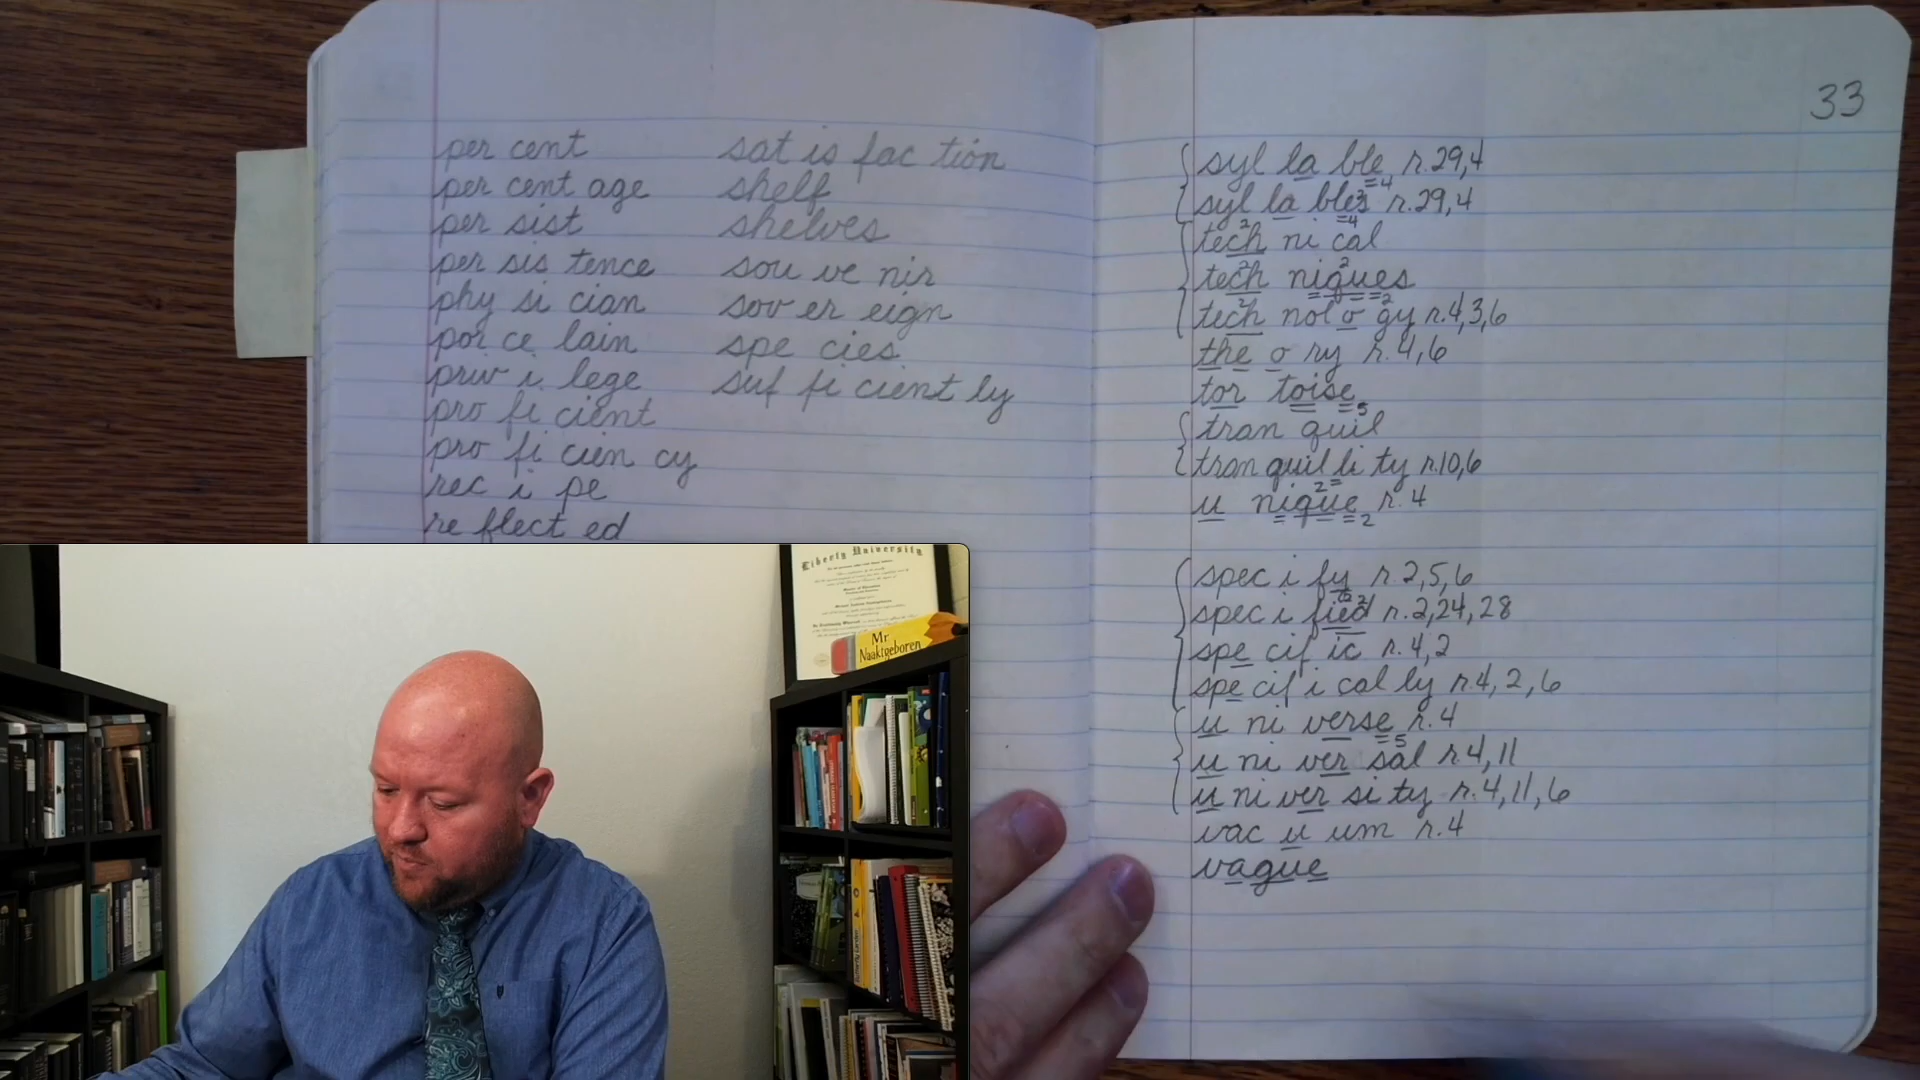 33
per cent
per cent age
per sist
per sis tence
phy si cian
por ce lain
priv i lege
pro fi cient
pro fi cien cy
rec i pe
re flect ed
sat is fac tion
shelf
shelves
sou ve nir
sov er eign
spe cies
suf fi cient ly
syl la ble r.29,4
syl la bles r.29,4
tech ni cal
tech niques
tech nol o gy r.4,3,6
the o ry r.4,6
tor toise
tran quil
tran quil li ty r.10,6
u nique r.4
spec i fy r.2,5,6
spec i fied r.2,24,28
spe cif ic r.4,2
spe cif i cal ly r.4,2,6
u ni verse r.4
u ni ver sal r.4,11
u ni ver si ty r.4,11,6
vac u um r.4
vague
Liberty University
Mr
Naaktgeboren